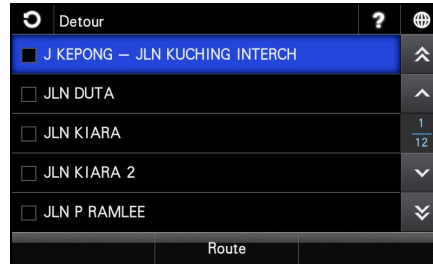 Detour ?
J KEPONG – JLN KUCHING INTERCH
JLN DUTA
JLN KIARA
1
12
JLN KIARA 2
JLN P RAMLEE
Route